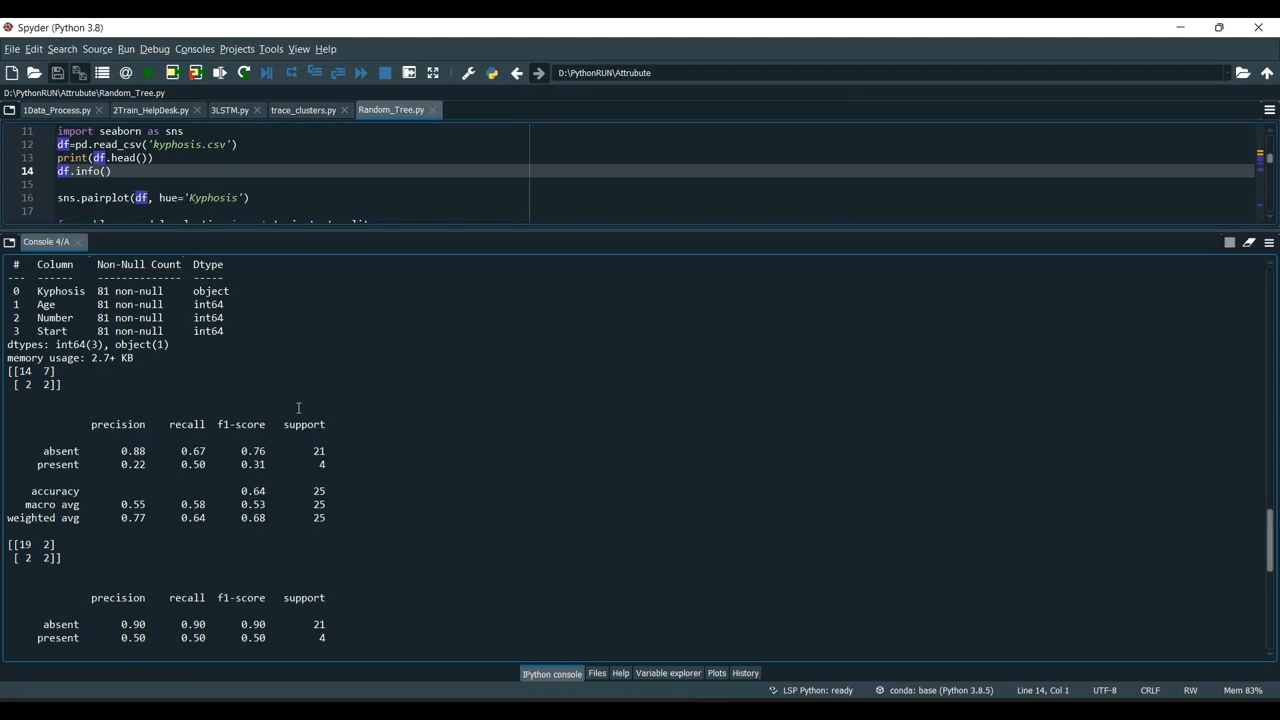 Spyder (Python 3.8)
File Edit Search Source Run Debug Consoles Projects Tools View Help
D:\PythonRUN\Attrubute
D:\PythonRUN\Attrubute\Random_Tree.py
1Data_Process.py 2Train_HelpDesk.py 3LSTM.py trace_clusters.py Random_Tree.py
11 import seaborn as sns
12 df=pd.read_csv('kyphosis.csv')
13 print(df.head())
14 df.info()
15
16 sns.pairplot(df, hue='Kyphosis')
17
Console 4/A
# Column Non-Null Count Dtype
--- ------ -------------- -----
0 Kyphosis 81 non-null object
1 Age 81 non-null int64
2 Number 81 non-null int64
3 Start 81 non-null int64
dtypes: int64(3), object(1)
memory usage: 2.7+ KB
[[14 7]
[ 2 2]]
precision recall f1-score support
absent 0.88 0.67 0.76 21
present 0.22 0.50 0.31 4
accuracy 0.64 25
macro avg 0.55 0.58 0.53 25
weighted avg 0.77 0.64 0.68 25
[[19 2]
[ 2 2]]
precision recall f1-score support
absent 0.90 0.90 0.90 21
present 0.50 0.50 0.50 4
IPython console Files Help Variable explorer Plots History
LSP Python: ready conda: base (Python 3.8.5) Line 14, Col 1 UTF-8 CRLF RW Mem 83%